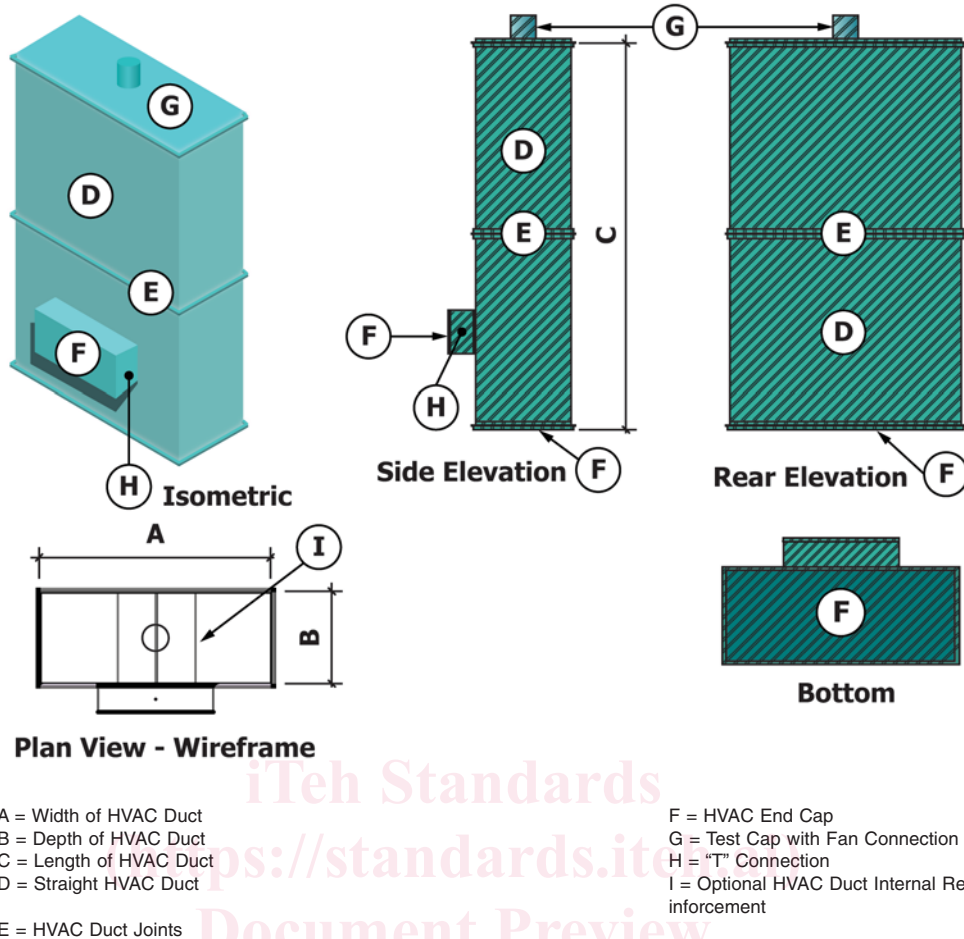 G
G
D
D
E
E
E
C
F
F
D
H
H
Isometric
Side Elevation
F
Rear Elevation
F
A
I
B
F
Plan View - Wireframe
Bottom
iTeh Standards
(https://standards.iteh.ai)
Document Preview
A = Width of HVAC Duct
B = Depth of HVAC Duct
C = Length of HVAC Duct
D = Straight HVAC Duct
E = HVAC Duct Joints
F = HVAC End Cap
G = Test Cap with Fan Connection
H = “T” Connection
I = Optional HVAC Duct Internal Re-
inforcement